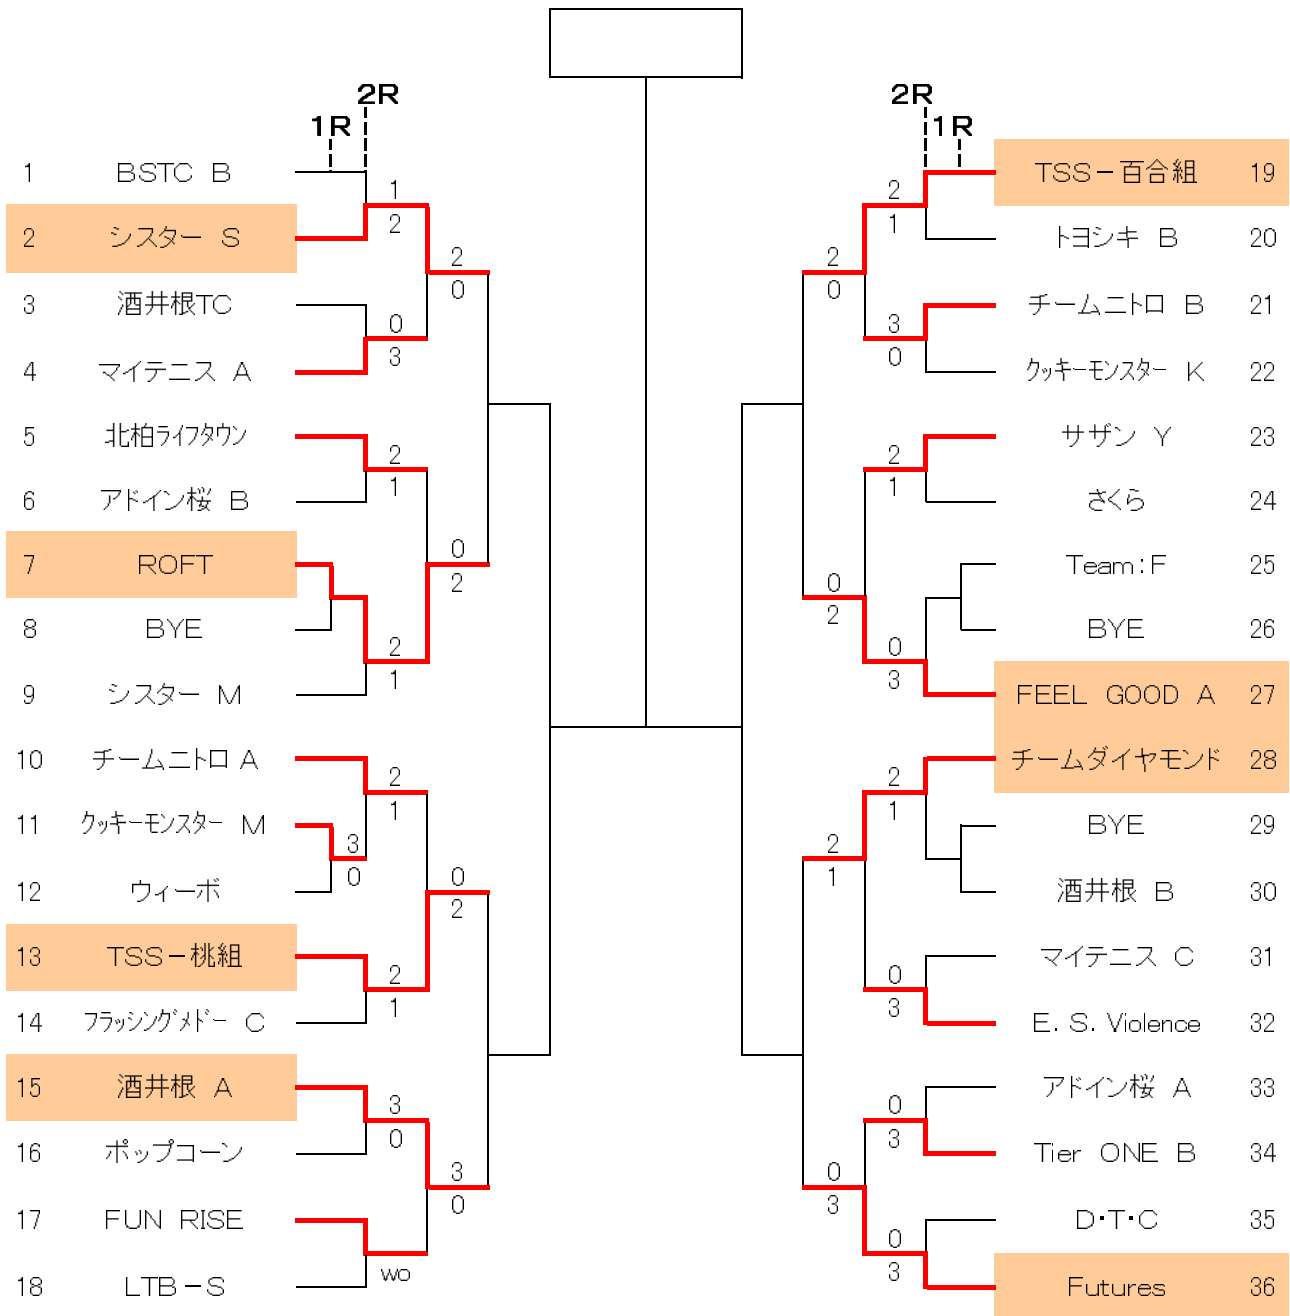 2R
1R
1 BSTC B
2 シスター S
3 酒井根TC
4 マイテニス A
5 北柏ライフタウン
6 アドイン桜 B
7 ROFT
8 BYE
9 シスター M
10 チームニトロ A
11 クッキーモンスター M
12 ウィーボ
13 TSS－桃組
14 フラッシングメドー C
15 酒井根 A
16 ポップコーン
17 FUN RISE
18 LTB－S
1
2
0
3
2
1
2
1
2
1
3
0
2
1
3
0
wo
2
0
0
2
0
2
3
0
2R
1R
TSS－百合組 19
トヨシキ B 20
チームニトロ B 21
クッキーモンスター K 22
サザン Y 23
さくら 24
Team：F 25
BYE 26
FEEL GOOD A 27
チームダイヤモンド 28
BYE 29
酒井根 B 30
マイテニス C 31
E. S. Violence 32
アドイン桜 A 33
Tier ONE B 34
D・T・C 35
Futures 36
2
1
3
0
2
1
0
3
2
1
0
3
0
3
0
3
2
0
0
2
2
1
0
3